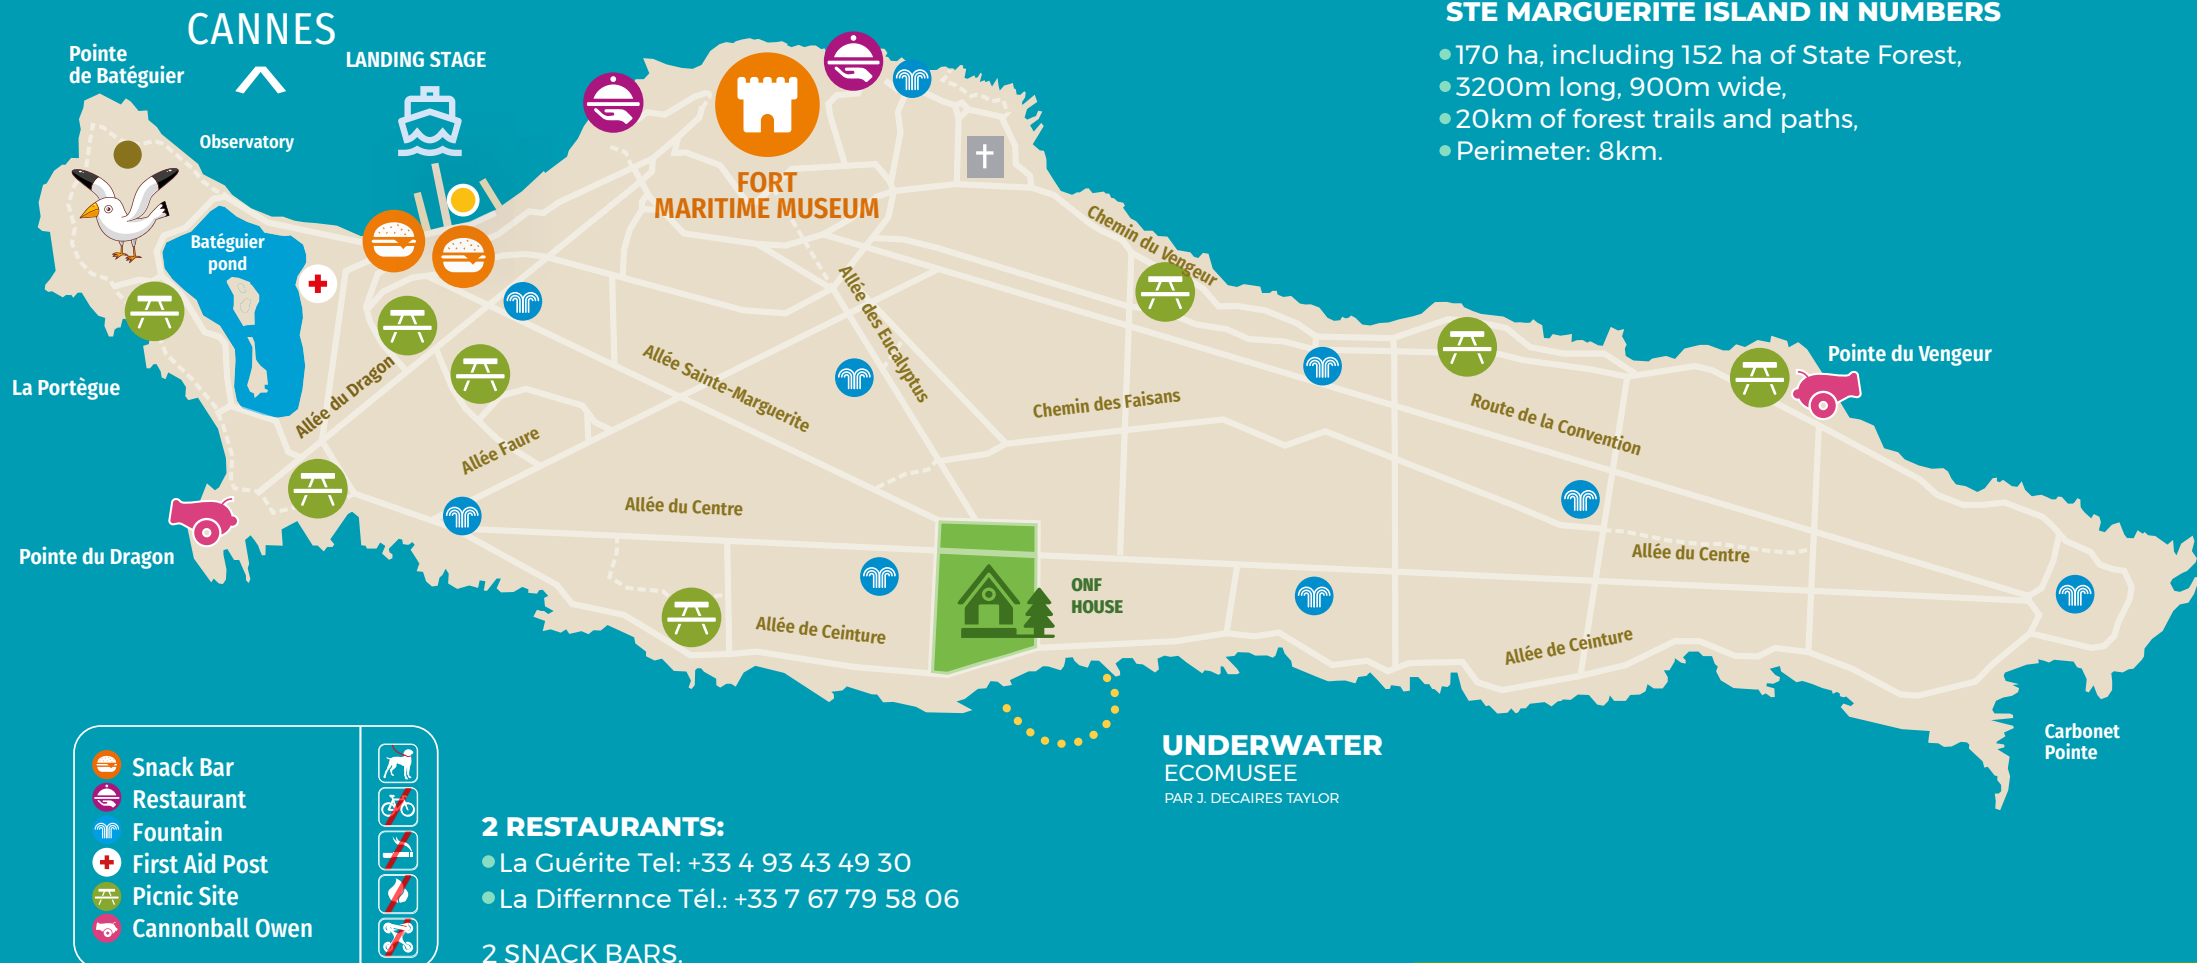 CANNES
Pointe
de Batéguier
LANDING STAGE
Observatory
STE MARGUERITE ISLAND IN NUMBERS
170 ha, including 152 ha of State Forest,
3200m long, 900m wide,
20km of forest trails and paths,
Perimeter: 8km.
FORT
MARITIME MUSEUM
Batéguier
pond
Chemin du Vengeur
Allée des Eucalyptus
La Portègue
Allée du Dragon
Allée Sainte-Marguerite
Chemin des Faisans
Pointe du Vengeur
Route de la Convention
Allée Faure
Allée du Centre
Pointe du Dragon
Allée du Centre
ONF
HOUSE
Allée de Ceinture
Allée de Ceinture
Carbonet
Pointe
UNDERWATER
ECOMUSEE
PAR J. DECAIRES TAYLOR
Snack Bar
Restaurant
Fountain
First Aid Post
Picnic Site
Cannonball Owen
2 RESTAURANTS:
La Guérite Tel: +33 4 93 43 49 30
La Differnnce Tél.: +33 7 67 79 58 06
2 SNACK BARS.